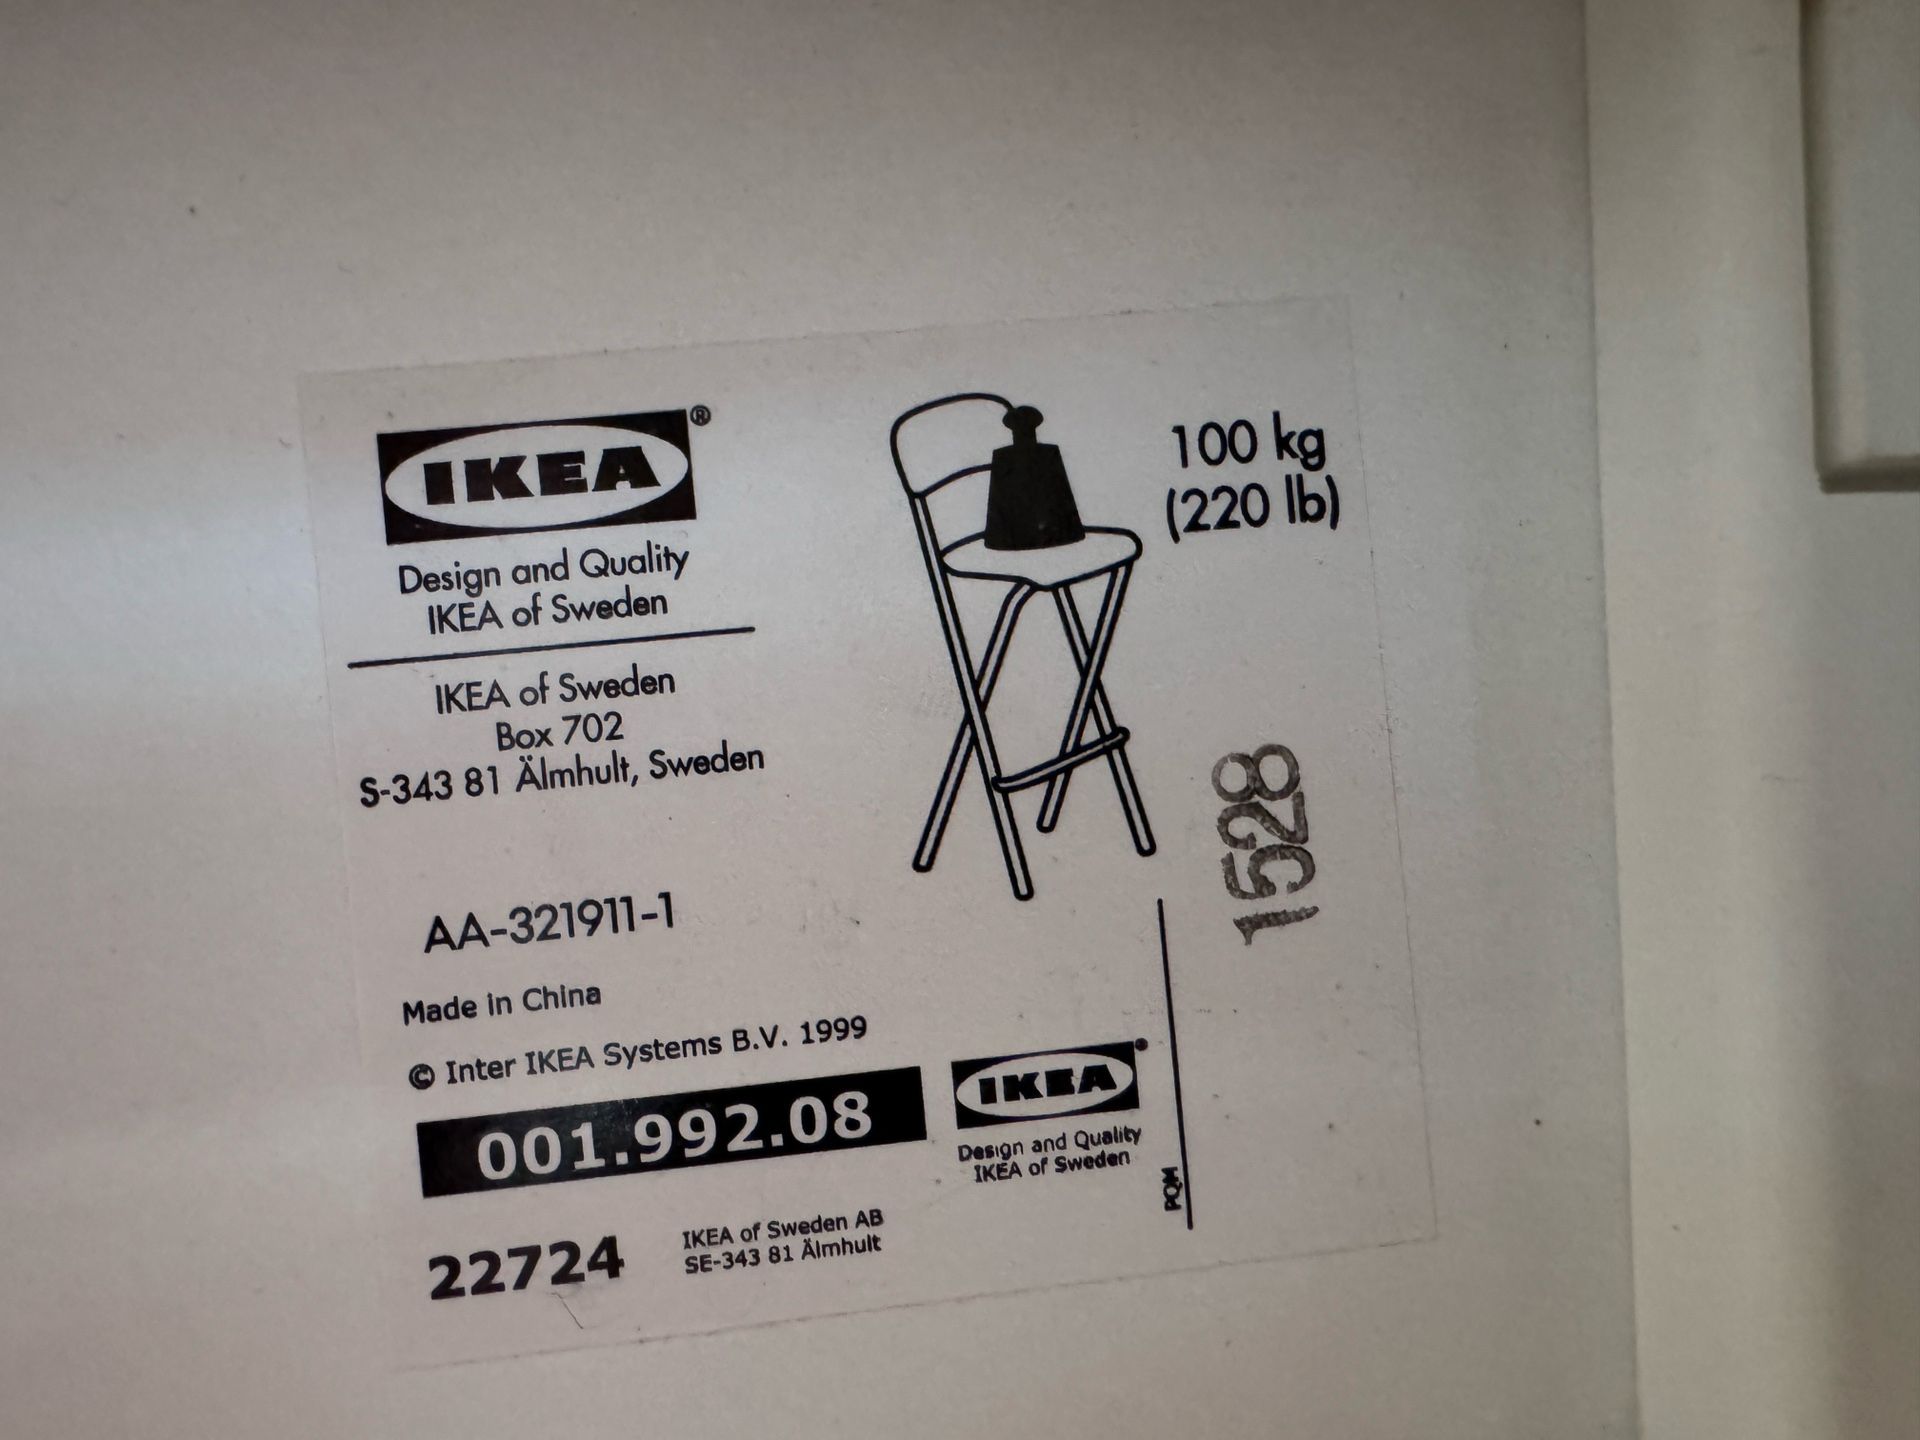 IKEA®
Design and Quality
IKEA of Sweden
IKEA of Sweden
Box 702
S-343 81 Älmhult, Sweden
100 kg
(220 lb)
1528
AA-321911-1
Made in China
© Inter IKEA Systems B.V. 1999
001.992.08
22724
IKEA of Sweden AB
SE-343 81 Älmhult
IKEA®
Design and Quality
IKEA of Sweden
PQM